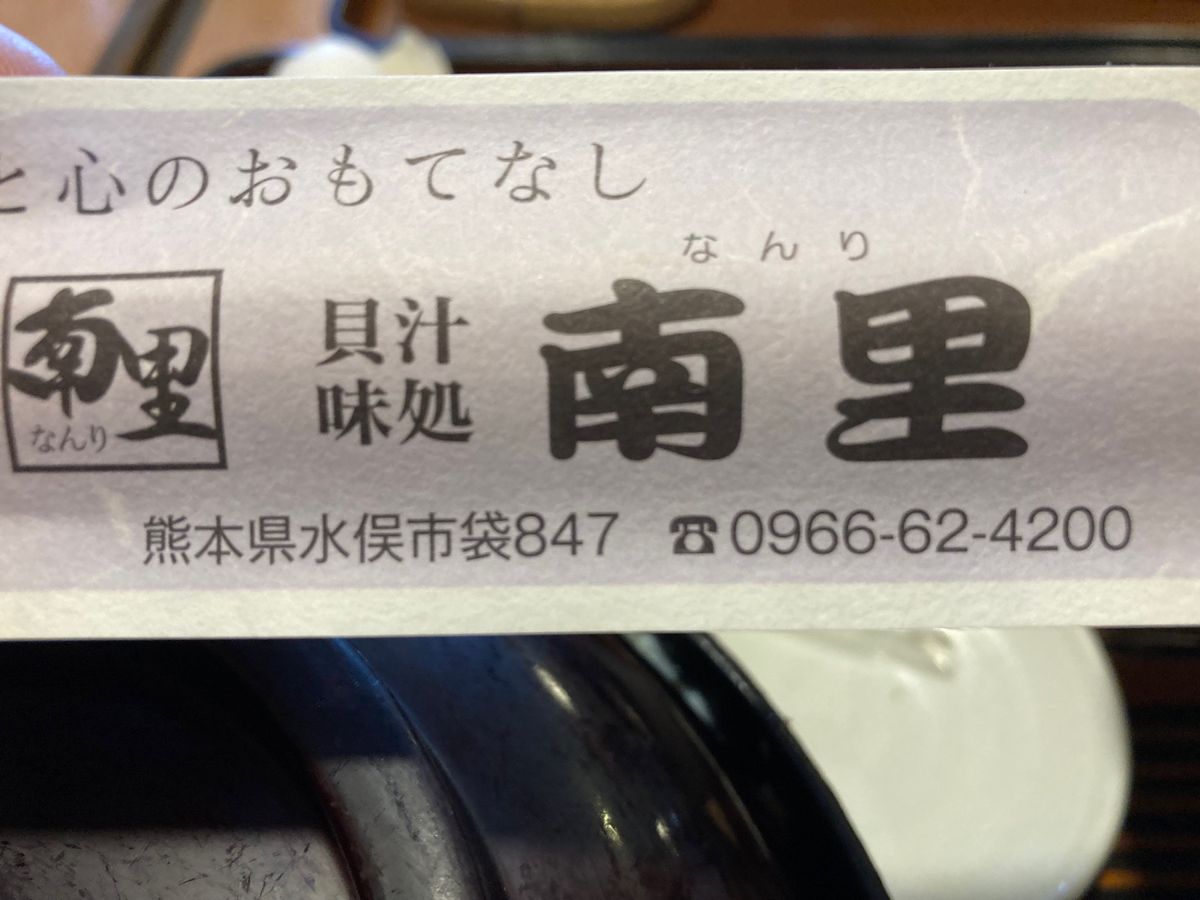 と心のおもてなし
なんり
南里
なんり
貝汁
味処
南里
熊本県水俣市袋847 ☎0966-62-4200